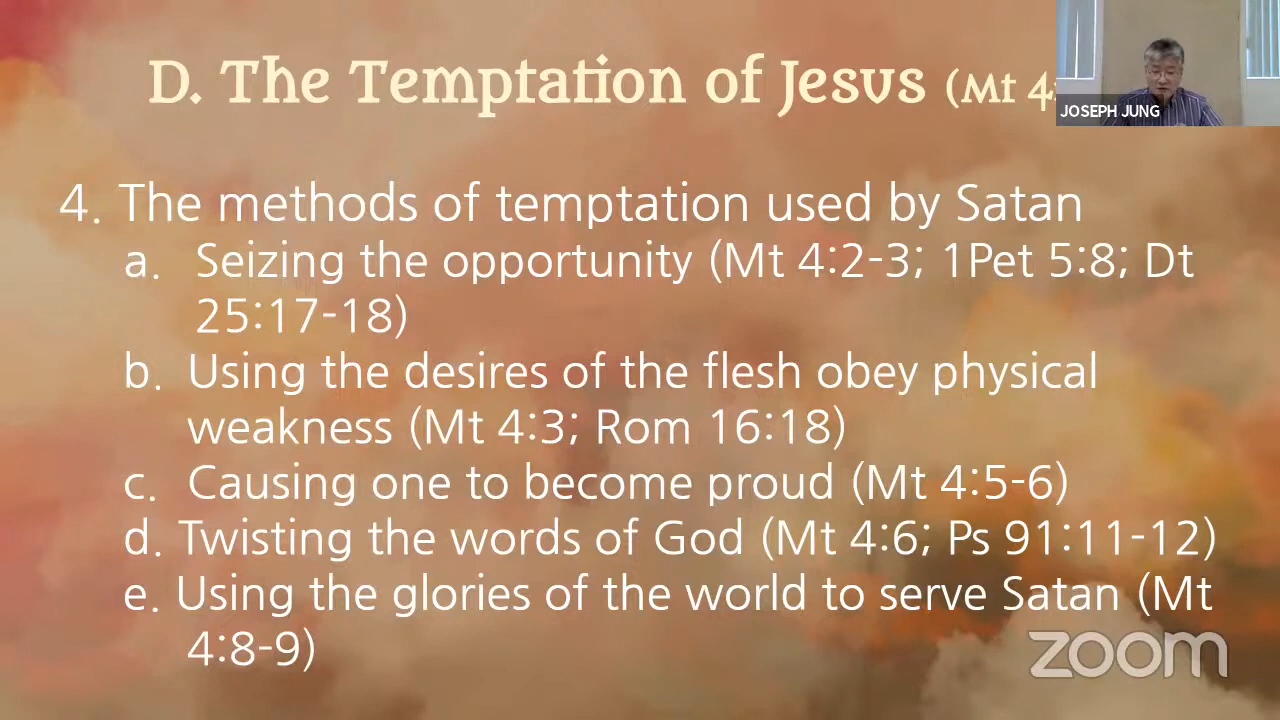 D. The Temptation of Jesus (Mt 4:
JOSEPH JUNG
4. The methods of temptation used by Satan
a. Seizing the opportunity (Mt 4:2-3; 1Pet 5:8; Dt
25:17-18)
b. Using the desires of the flesh obey physical
weakness (Mt 4:3; Rom 16:18)
c. Causing one to become proud (Mt 4:5-6)
d. Twisting the words of God (Mt 4:6; Ps 91:11-12)
e. Using the glories of the world to serve Satan (Mt
4:8-9)
zoom